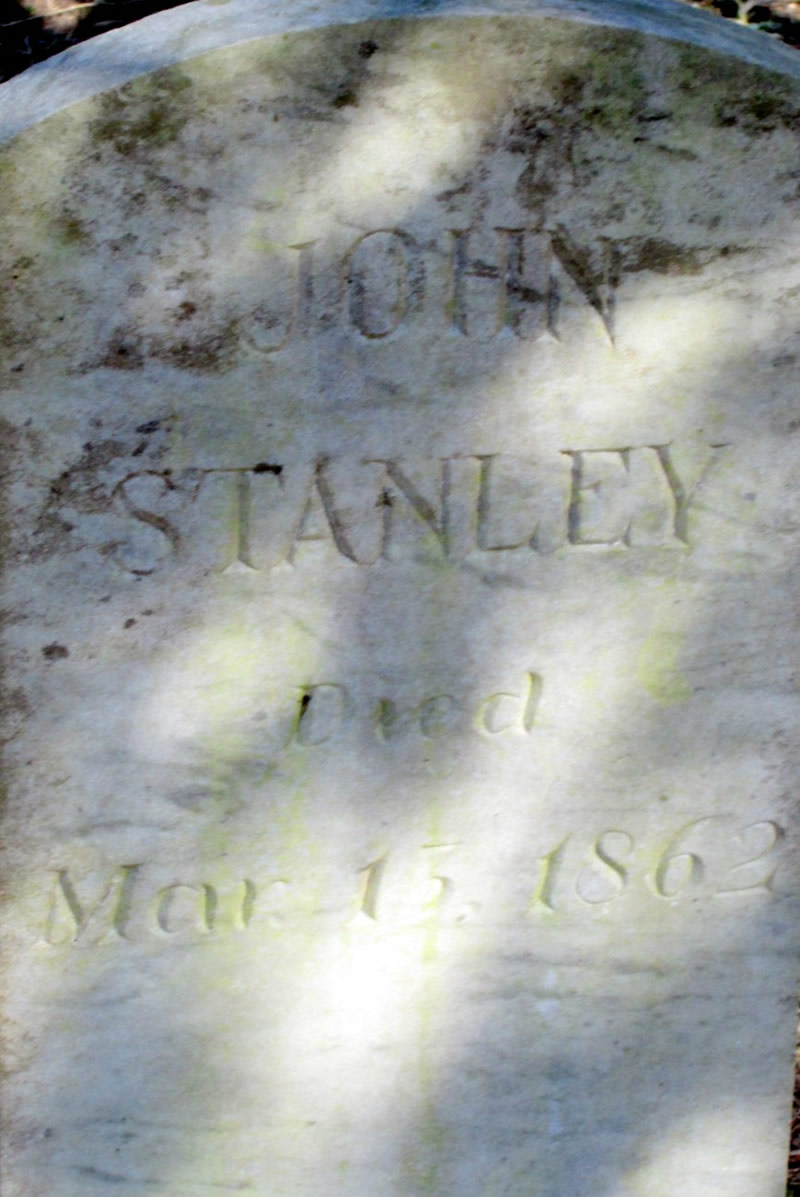 JOHN
STANLEY
Died
Mar. 15, 1862